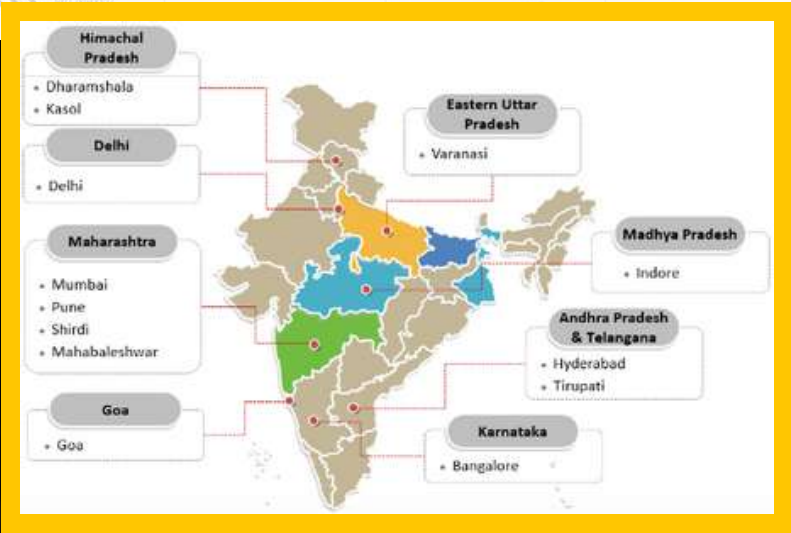 Himachal
Pradesh
Dharamshala
Kasol
Delhi
Delhi
Maharashtra
Mumbai
Pune
Shirdi
Mahabaleshwar
Goa
Goa
Eastern Uttar
Pradesh
Varanasi
Madhya Pradesh
Indore
Andhra Pradesh
& Telangana
Hyderabad
Tirupati
Karnataka
Bangalore